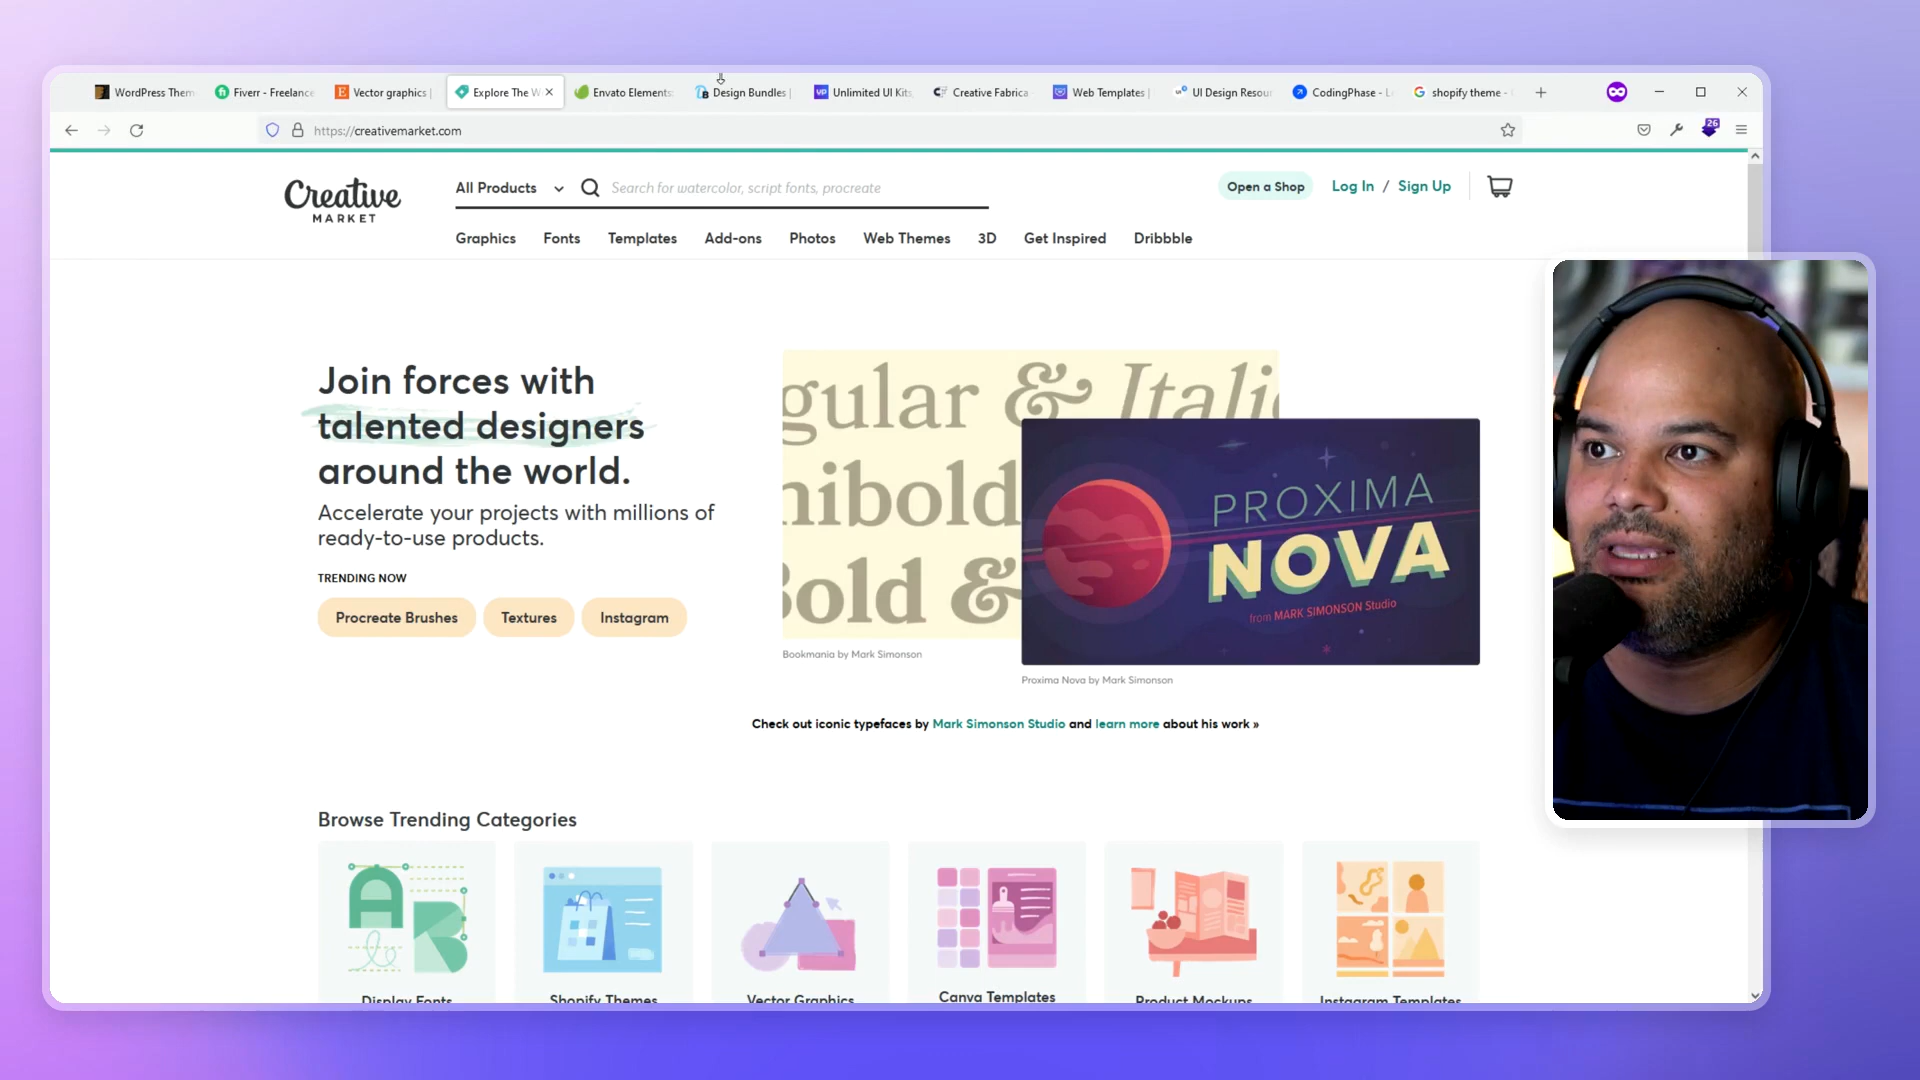 WordPress Them
Fiverr - Freelance
Vector graphics |
Explore The W
Envato Elements:
Design Bundles |
Unlimited UI Kits,
Creative Fabrica
Web Templates |
UI Design Resour
CodingPhase - L
shopify theme -
https://creativemarket.com
26
Creative
MARKET
All Products
Search for watercolor, script fonts, procreate
Open a Shop
Log In / Sign Up
Graphics
Fonts
Templates
Add-ons
Photos
Web Themes
3D
Get Inspired
Dribbble
Join forces with
talented designers
around the world.
Accelerate your projects with millions of
ready-to-use products.
TRENDING NOW
Procreate Brushes
Textures
Instagram
gular & Italic
nibold
Bold &
PROXIMA
NOVA
from MARK SIMONSON Studio
Bookmania by Mark Simonson
Proxima Nova by Mark Simonson
Check out iconic typefaces by Mark Simonson Studio and learn more about his work »
Browse Trending Categories
Display Fonts
Shopify Themes
Vector Graphics
Canva Templates
Product Mockups
Instagram Templates